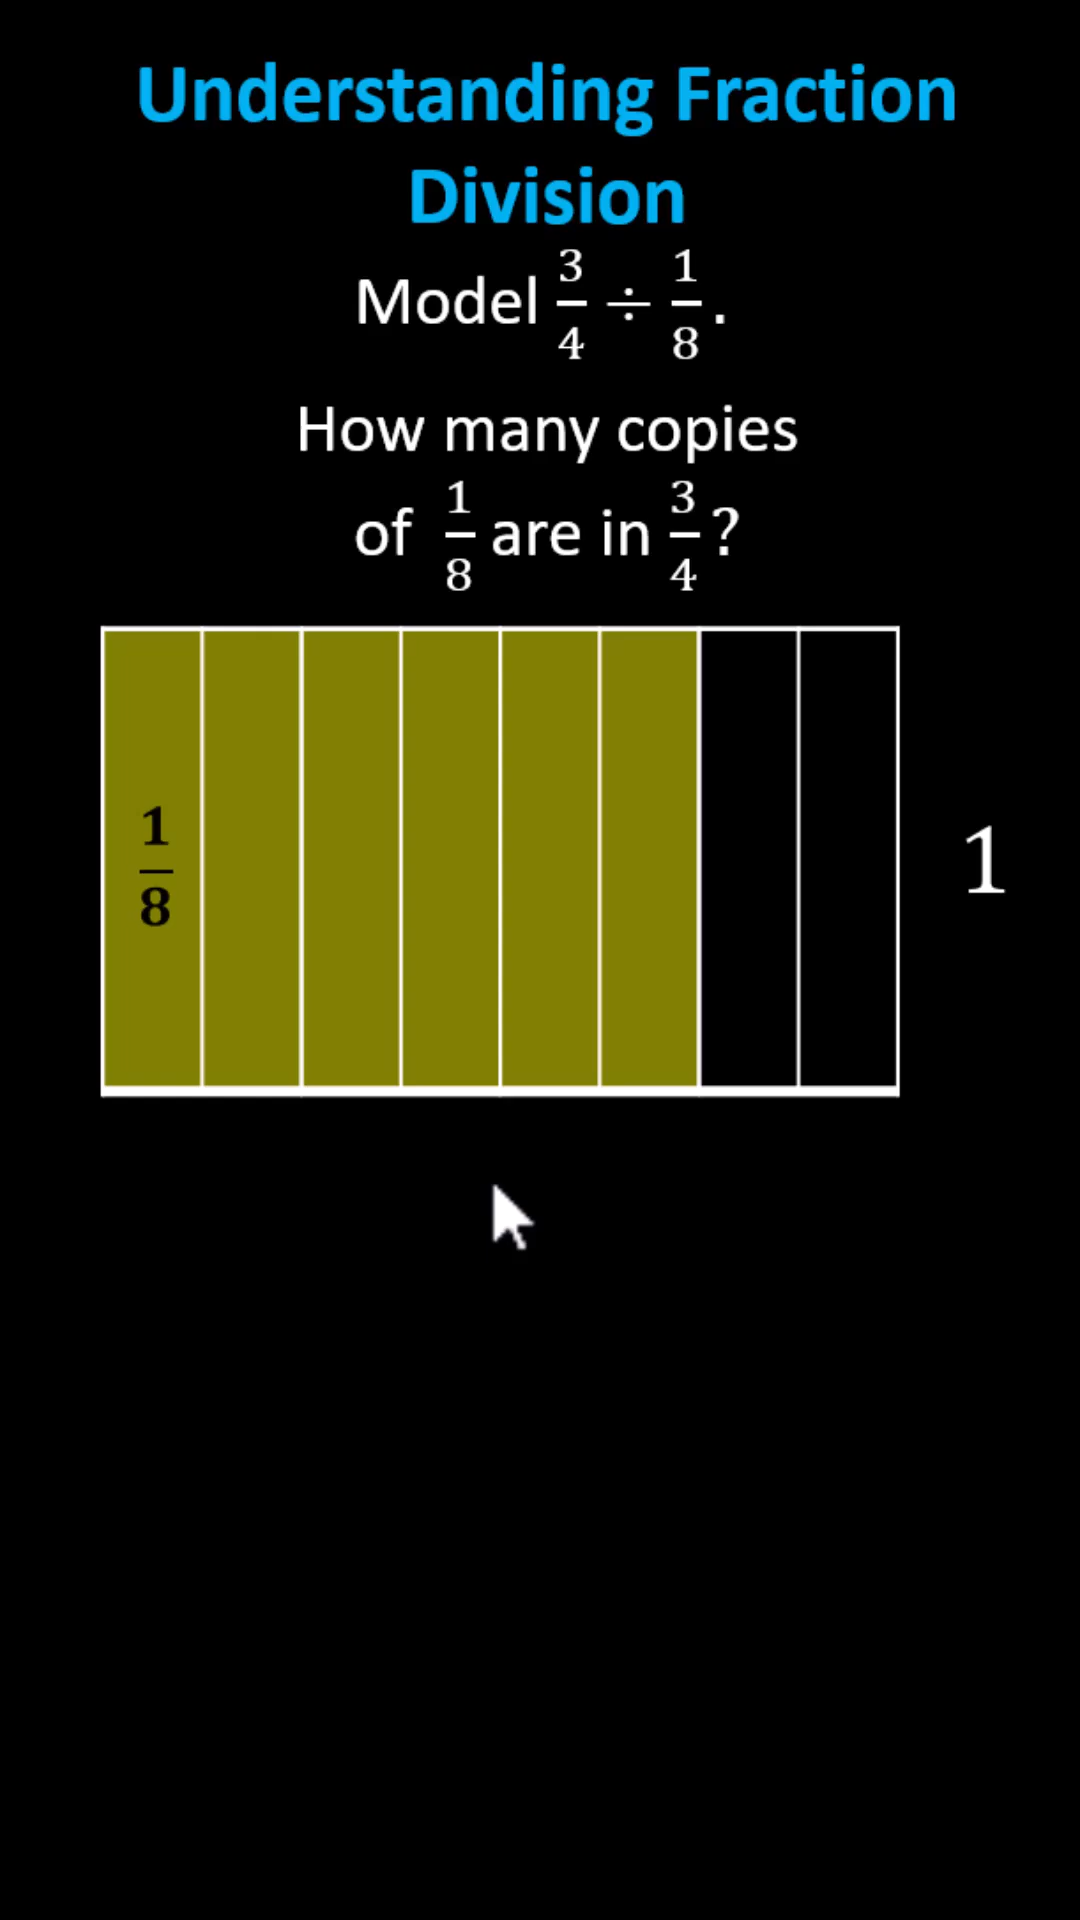 Understanding Fraction
Division
Model 3/4 ÷ 1/8.
How many copies
of 1/8 are in 3/4?
1/8
1